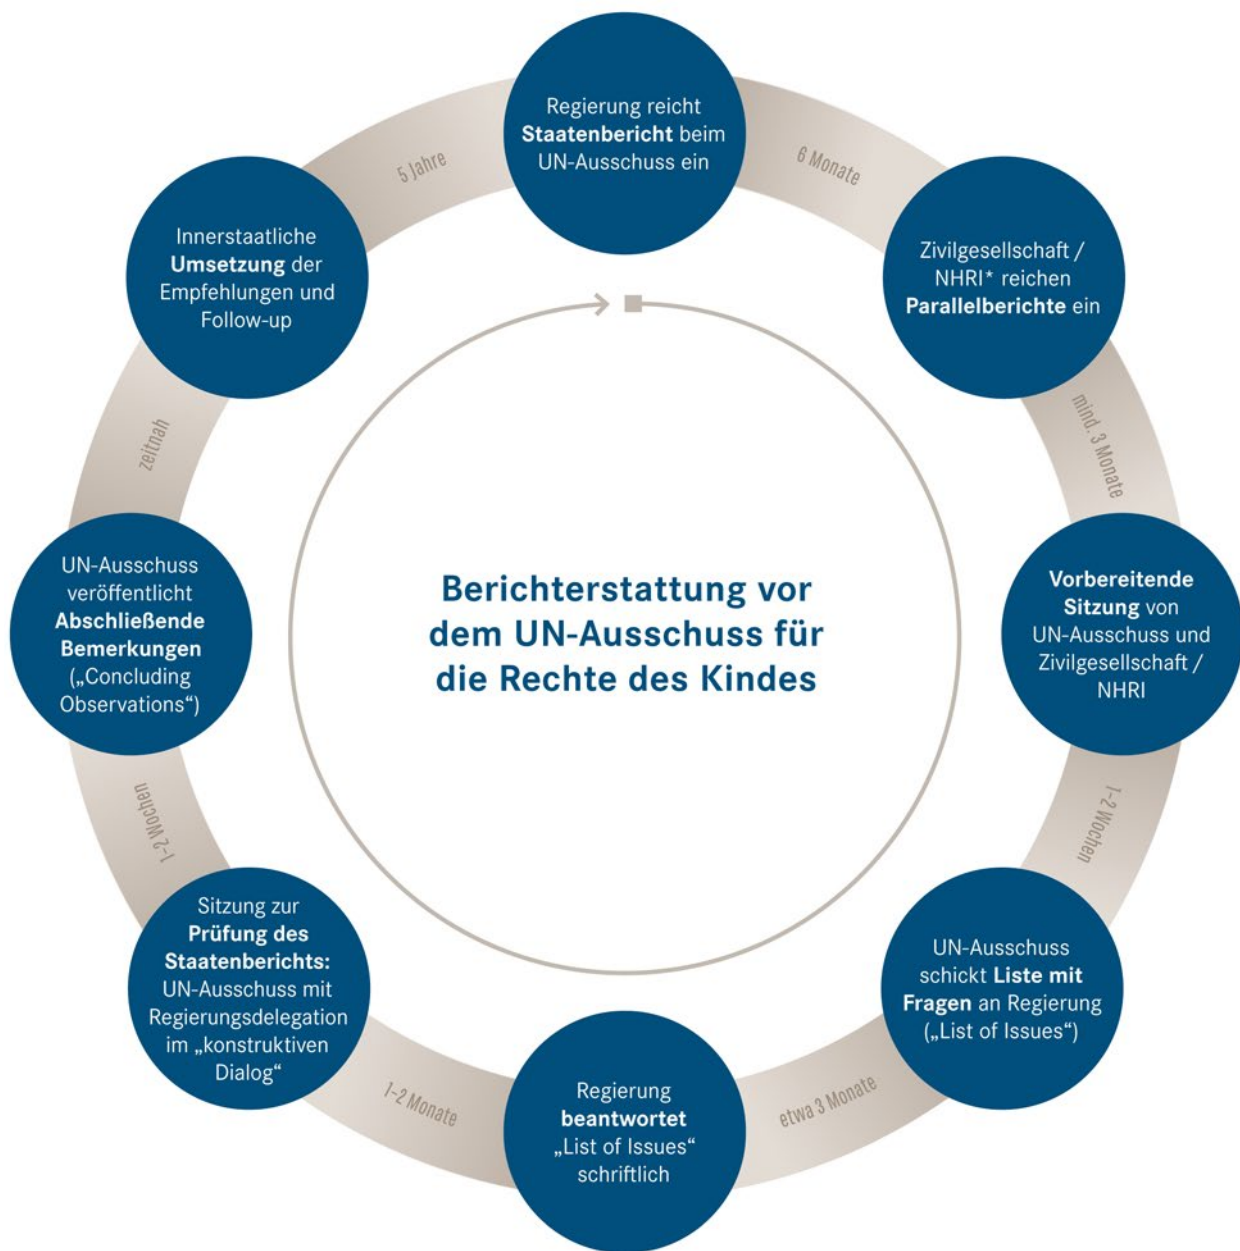 Regierung reicht
Staatenbericht beim
UN-Ausschuss ein
6 Monate
Zivilgesellschaft /
NHRI* reichen
Parallelberichte ein
mind. 3 Monate
Vorbereitende
Sitzung von
UN-Ausschuss und
Zivilgesellschaft /
NHRI
1–2 Wochen
UN-Ausschuss
schickt Liste mit
Fragen an Regierung
(„List of Issues“)
etwa 3 Monate
Regierung
beantwortet
„List of Issues“
schriftlich
1–2 Monate
Sitzung zur
Prüfung des
Staatenberichts:
UN-Ausschuss mit
Regierungsdelegation
im „konstruktiven
Dialog“
1–2 Wochen
UN-Ausschuss
veröffentlicht
Abschließende
Bemerkungen
(„Concluding
Observations“)
zeitnah
Innerstaatliche
Umsetzung der
Empfehlungen und
Follow-up
5 Jahre
Berichterstattung vor
dem UN-Ausschuss für
die Rechte des Kindes